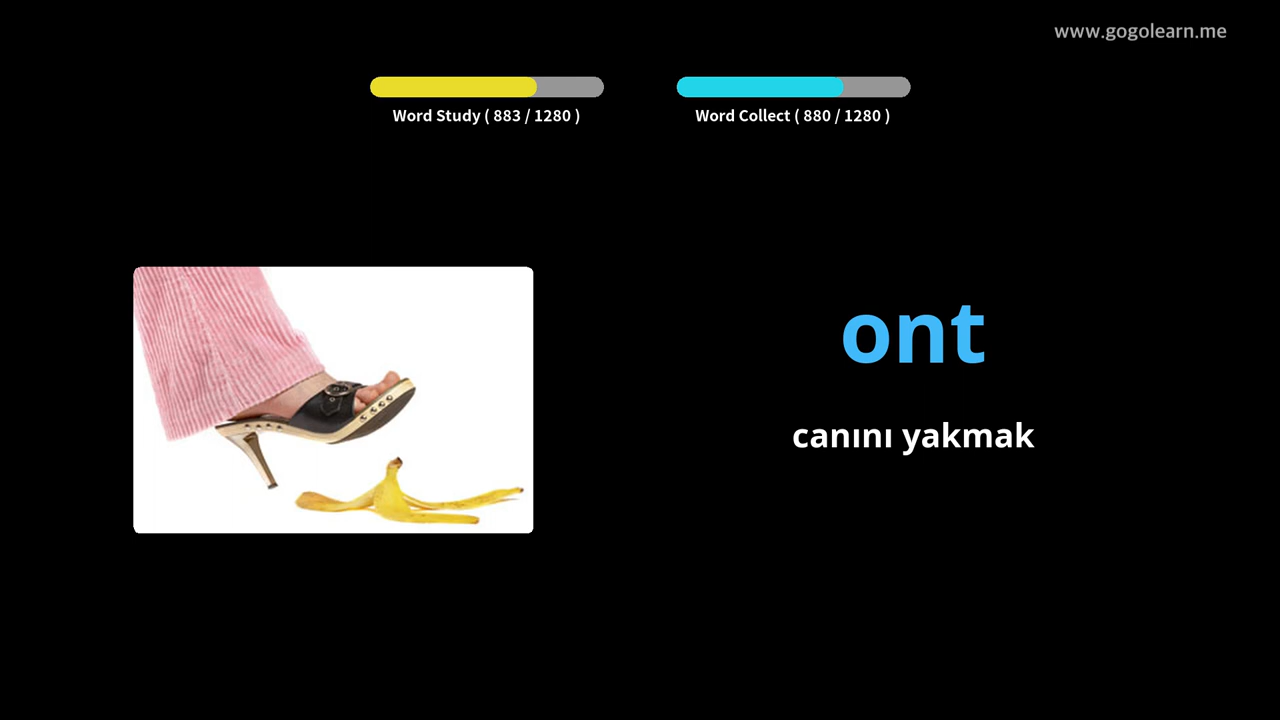 www.gogolearn.me
Word Study ( 883 / 1280 )
Word Collect ( 880 / 1280 )
ont
canını yakmak